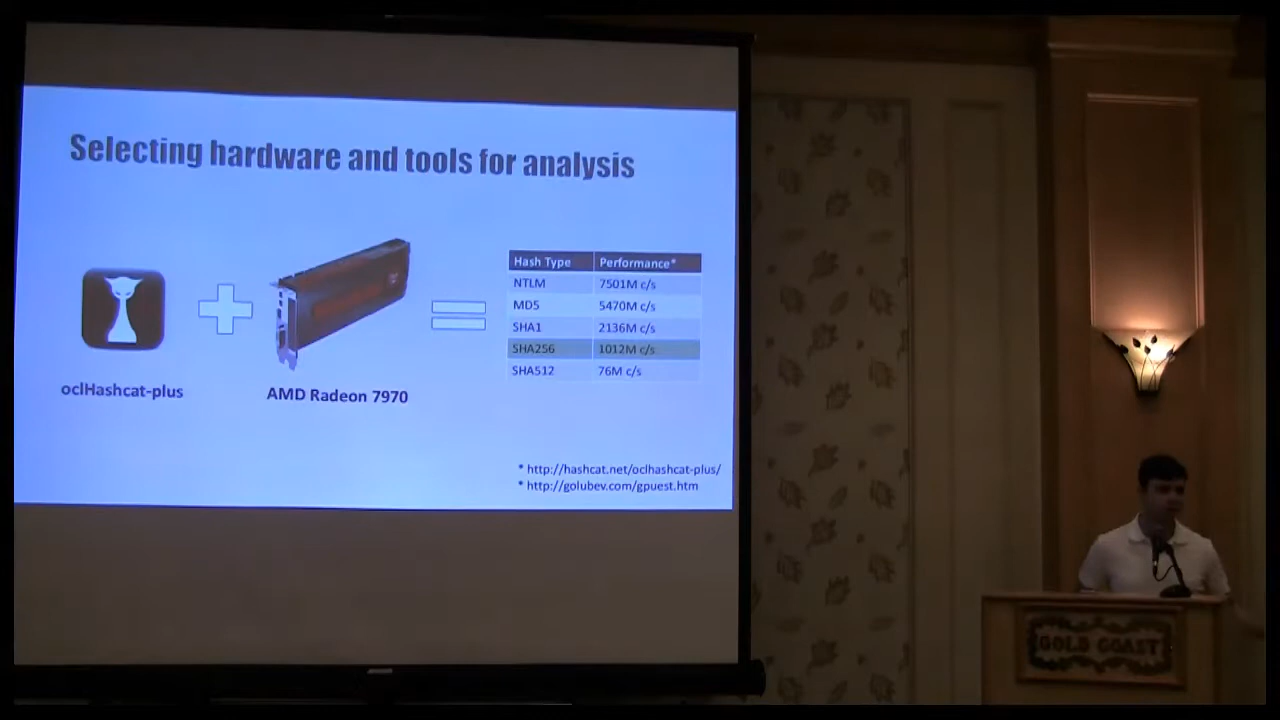 Selecting hardware and tools for analysis
Hash Type Performance*
NTLM 7501M c/s
MD5 5470M c/s
SHA1 2136M c/s
SHA256 1012M c/s
SHA512 76M c/s
oclHashcat-plus
AMD Radeon 7970
* http://hashcat.net/oclhashcat-plus/
* http://golubev.com/gpuest.htm
GOLD COAST